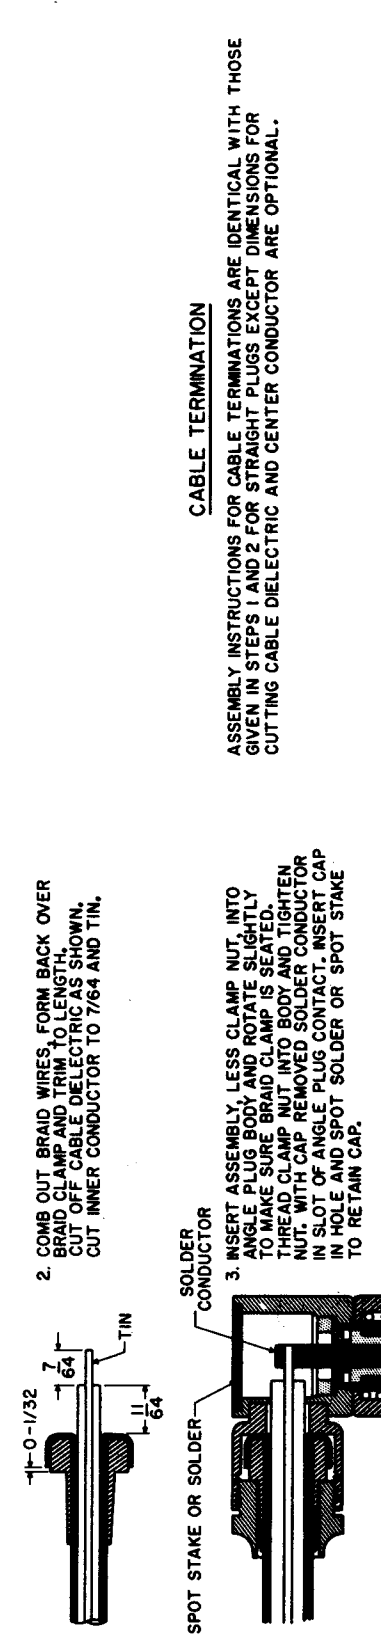 0-1/32
7
64
TIN
11
64
2. COMB OUT BRAID WIRES, FORM BACK OVER
BRAID CLAMP AND TRIM TO LENGTH.
CUT OFF CABLE DIELECTRIC AS SHOWN.
CUT INNER CONDUCTOR TO 7/64 AND TIN.
SPOT STAKE OR SOLDER
SOLDER
CONDUCTOR
3. INSERT ASSEMBLY, LESS CLAMP NUT, INTO
ANGLE PLUG BODY AND ROTATE SLIGHTLY
TO MAKE SURE BRAID CLAMP IS SEATED.
THREAD CLAMP NUT INTO BODY AND TIGHTEN
NUT. WITH CAP REMOVED SOLDER CONDUCTOR
IN SLOT OF ANGLE PLUG CONTACT. INSERT CAP
IN HOLE AND SPOT SOLDER OR SPOT STAKE
TO RETAIN CAP.
CABLE TERMINATION
ASSEMBLY INSTRUCTIONS FOR CABLE TERMINATIONS ARE IDENTICAL WITH THOSE
GIVEN IN STEPS 1 AND 2 FOR STRAIGHT PLUGS EXCEPT DIMENSIONS FOR
CUTTING CABLE DIELECTRIC AND CENTER CONDUCTOR ARE OPTIONAL.